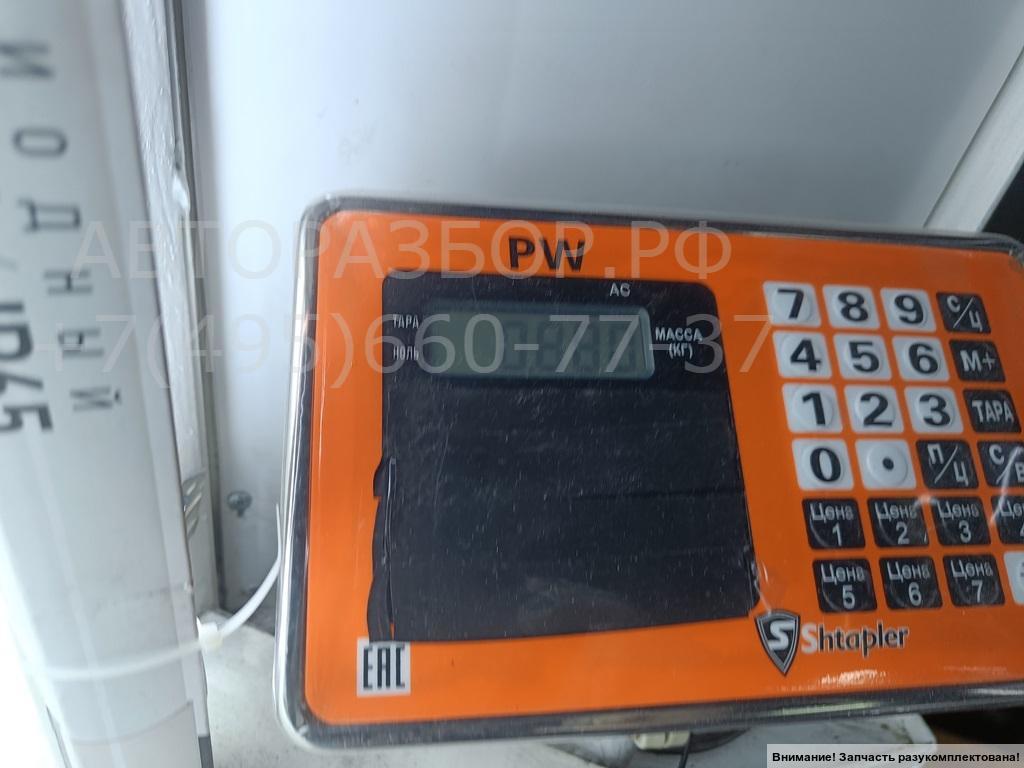 МОДНЫЙ
IP65
АВТОРАЗБОР.РФ
+7(495)660-77-37
PW
AC
ТАРА
НОЛЬ
МАССА
(КГ)
7 8 9 С/Ц
4 5 6 М+
1 2 3 ТАРА
0 • П/Ц
Цена 1 Цена 2 Цена 3
Цена 5 Цена 6 Цена 7
S Shtapler
EAC
Внимание! Запчасть разукомплектована!